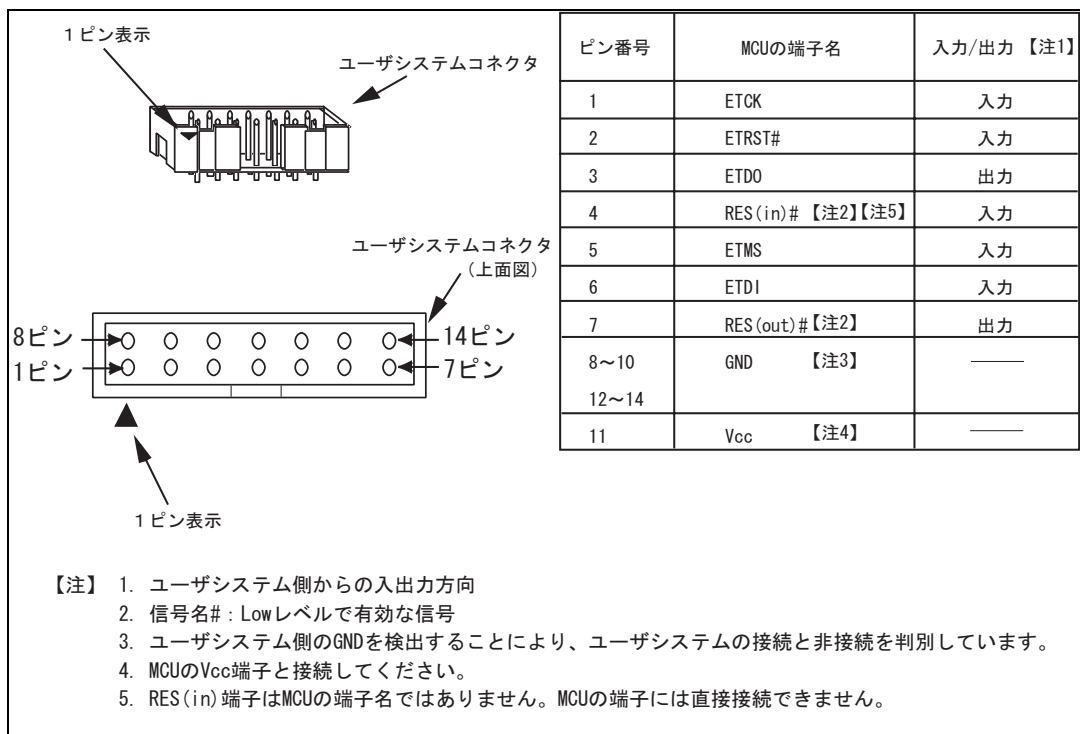 1ピン表示
ユーザシステムコネクタ
ユーザシステムコネクタ
(上面図)
8ピン
14ピン
1ピン
7ピン
1ピン表示
ピン番号 MCUの端子名 入力/出力 【注1】
1 ETCK 入力
2 ETRST# 入力
3 ETDO 出力
4 RES(in)# 【注2】【注5】 入力
5 ETMS 入力
6 ETDI 入力
7 RES(out)#【注2】 出力
8~10 GND 【注3】 ――
12~14
11 Vcc 【注4】 ――
【注】 1. ユーザシステム側からの入出力方向
2. 信号名#:Lowレベルで有効な信号
3. ユーザシステム側のGNDを検出することにより、ユーザシステムの接続と非接続を判別しています。
4. MCUのVcc端子と接続してください。
5. RES(in)端子はMCUの端子名ではありません。MCUの端子には直接接続できません。